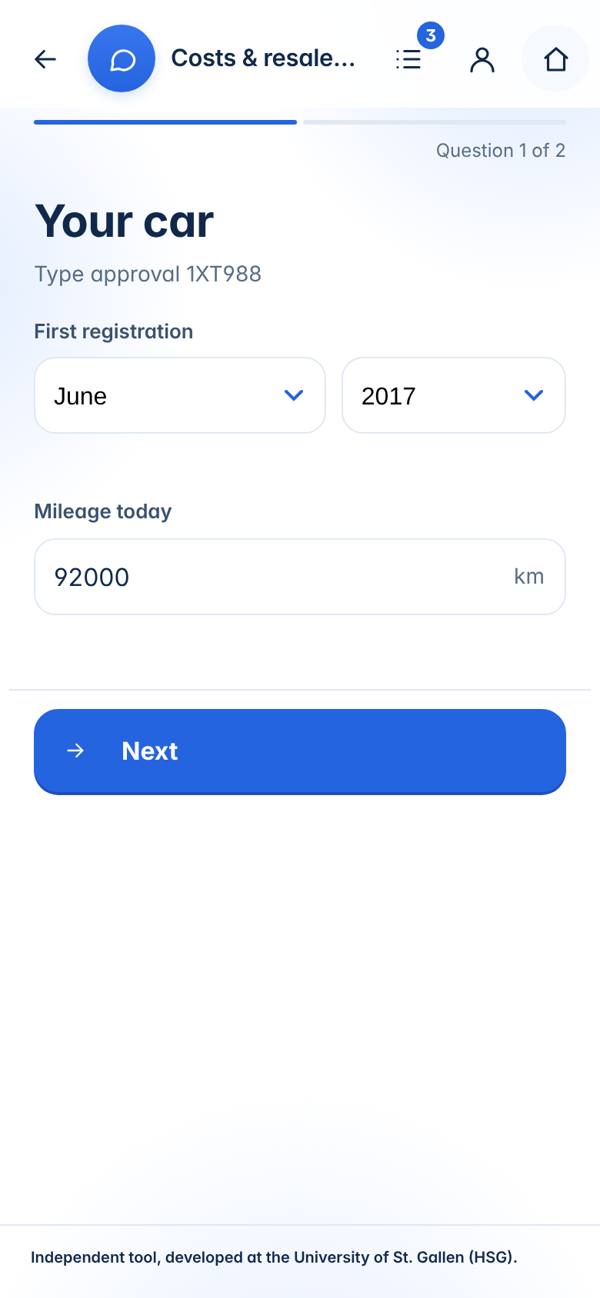 Costs & resale...
3
Question 1 of 2
Your car
Type approval 1XT988
First registration
June
2017
Mileage today
92000
km
Next
Independent tool, developed at the University of St. Gallen (HSG).